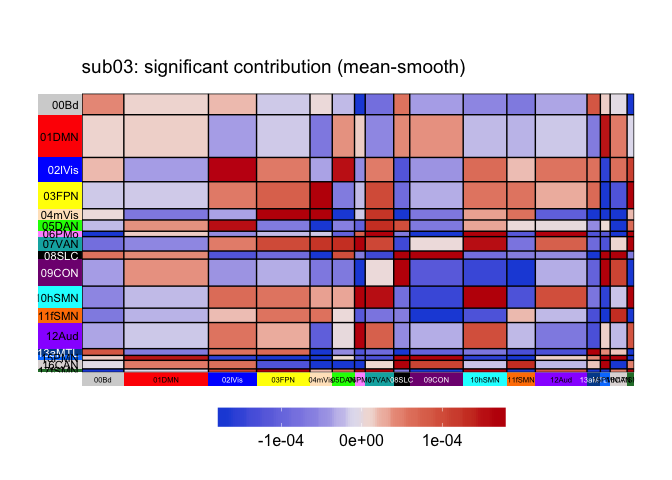 sub03: significant contribution (mean-smooth)
00Bd
01DMN
02lVis
03FPN
04mVis
05DAN
06PMo
07VAN
08SLC
09CON
10hSMN
11fSMN
12Aud
13aMTL
00Bd 01DMN 02lVis 03FPN 04mVis 05DAN 07VAN 08SLC 09CON 10hSMN 11fSMN 12Aud
-1e-04 0e+00 1e-04